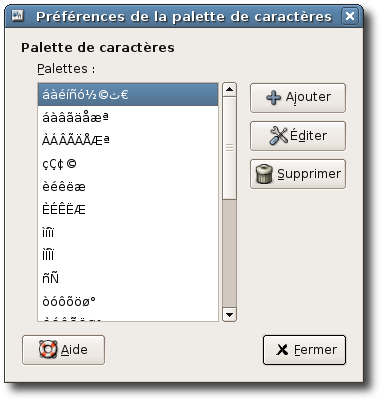 Préférences de la palette de caractères
Palette de caractères
Palettes :
áàéíñó½©ث€
áàâãäåæª
ÀÁÂÃÄÅÆª
çÇ¢©
èéêëæ
ÈÉÊËÆ
ìíîï
ÌÍÎÏ
ñÑ
òóôõöø°
Ajouter
Éditer
Supprimer
Aide
Fermer